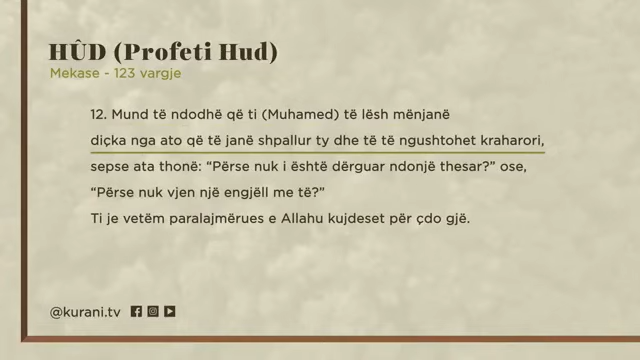 HÛD (Profeti Hud)
Mekase - 123 vargje
12. Mund të ndodhë që ti (Muhamed) të lësh mënjanë
diçka nga ato që të janë shpallur ty dhe të të ngushtohet kraharori,
sepse ata thonë: “Përse nuk i është dërguar ndonjë thesar?” ose,
“Përse nuk vjen një engjëll me të?”
Ti je vetëm paralajmërues e Allahu kujdeset për çdo gjë.
@kurani.tv